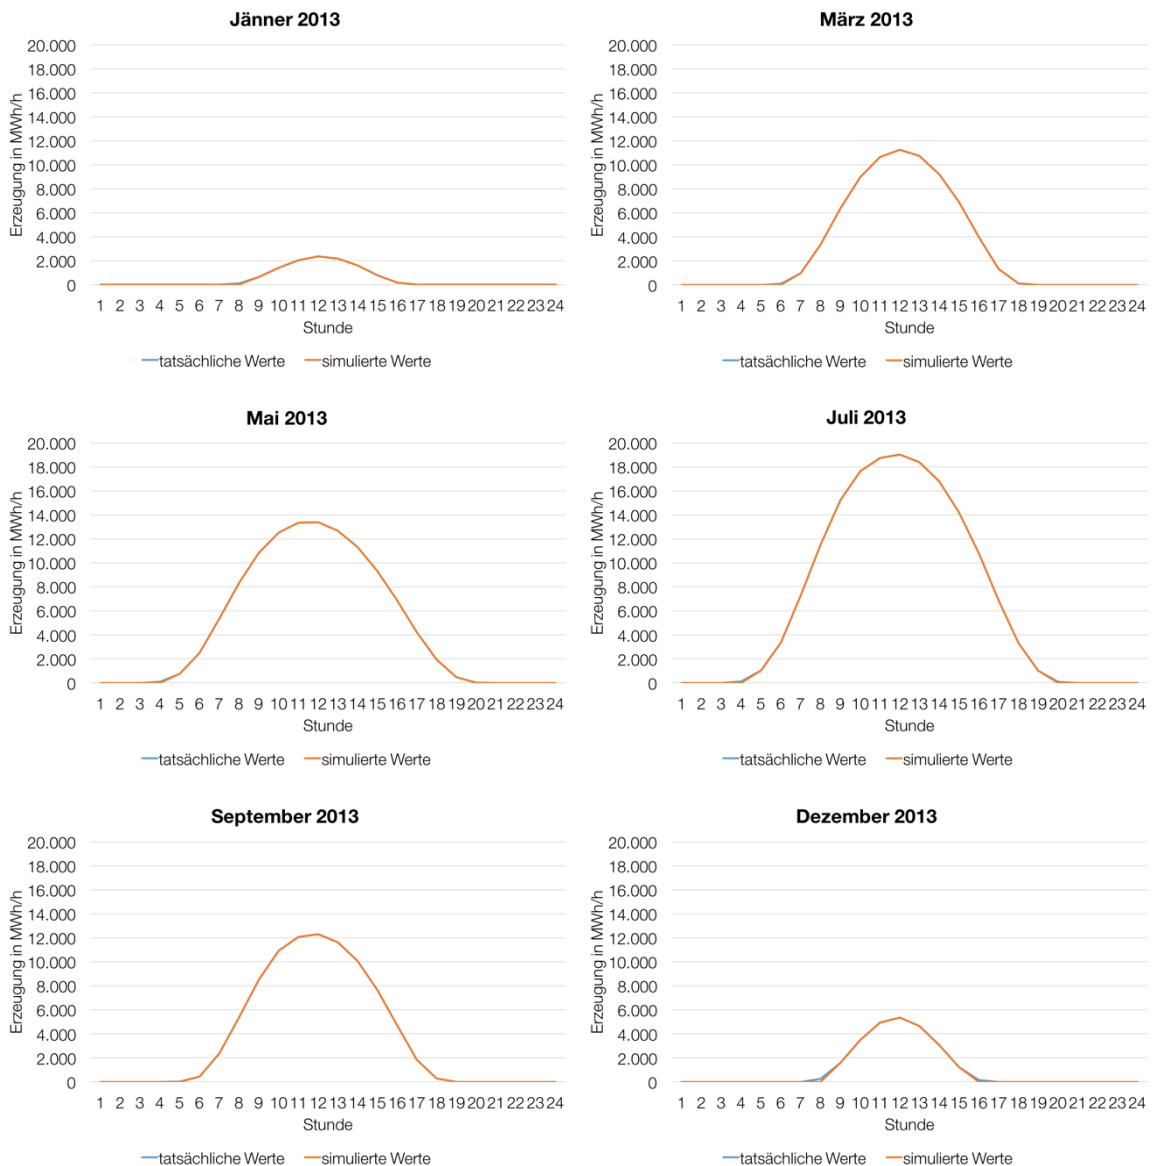 Jänner 2013
Erzeugung in MWh/h
20.000
18.000
16.000
14.000
12.000
10.000
8.000
6.000
4.000
2.000
0
1 2 3 4 5 6 7 8 9 10 11 12 13 14 15 16 17 18 19 20 21 22 23 24
Stunde
tatsächliche Werte simulierte Werte
März 2013
Erzeugung in MWh/h
20.000
18.000
16.000
14.000
12.000
10.000
8.000
6.000
4.000
2.000
0
1 2 3 4 5 6 7 8 9 10 11 12 13 14 15 16 17 18 19 20 21 22 23 24
Stunde
tatsächliche Werte simulierte Werte
Mai 2013
Erzeugung in MWh/h
20.000
18.000
16.000
14.000
12.000
10.000
8.000
6.000
4.000
2.000
0
1 2 3 4 5 6 7 8 9 10 11 12 13 14 15 16 17 18 19 20 21 22 23 24
Stunde
tatsächliche Werte simulierte Werte
Juli 2013
Erzeugung in MWh/h
20.000
18.000
16.000
14.000
12.000
10.000
8.000
6.000
4.000
2.000
0
1 2 3 4 5 6 7 8 9 10 11 12 13 14 15 16 17 18 19 20 21 22 23 24
Stunde
tatsächliche Werte simulierte Werte
September 2013
Erzeugung in MWh/h
20.000
18.000
16.000
14.000
12.000
10.000
8.000
6.000
4.000
2.000
0
1 2 3 4 5 6 7 8 9 10 11 12 13 14 15 16 17 18 19 20 21 22 23 24
Stunde
tatsächliche Werte simulierte Werte
Dezember 2013
Erzeugung in MWh/h
20.000
18.000
16.000
14.000
12.000
10.000
8.000
6.000
4.000
2.000
0
1 2 3 4 5 6 7 8 9 10 11 12 13 14 15 16 17 18 19 20 21 22 23 24
Stunde
tatsächliche Werte simulierte Werte